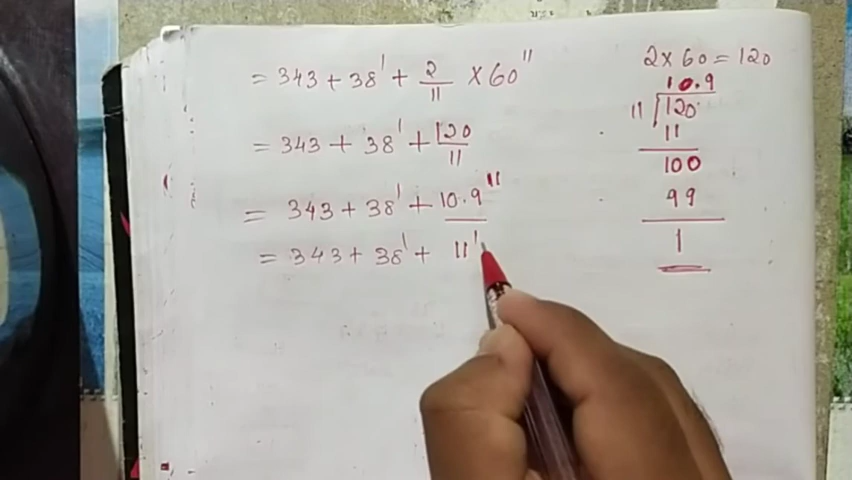 = 343 + 38' + 2/11 × 60''
= 343 + 38' + 120/11
= 343 + 38' + 10.9''
= 343 + 38' + 11'
2 × 60 = 120
10.9
11 120
11
100
99
1